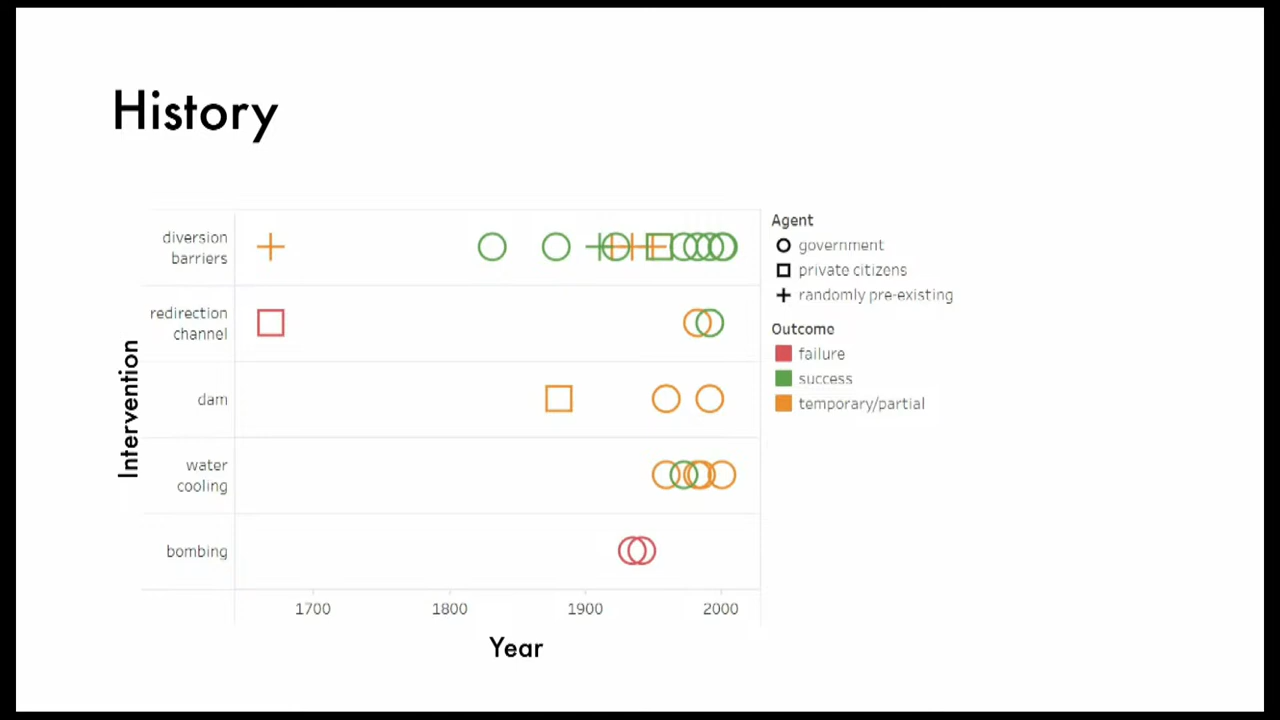 History
Intervention
diversion
barriers
redirection
channel
dam
water
cooling
bombing
1700
1800
1900
2000
Year
Agent
government
private citizens
randomly pre-existing
Outcome
failure
success
temporary/partial